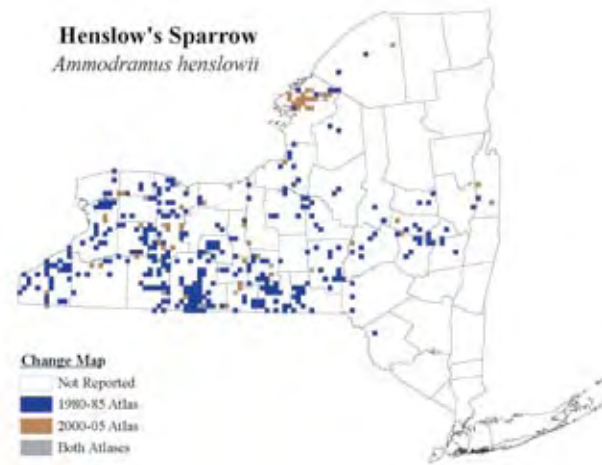 Henslow's Sparrow
Ammodramus henslowii
Change Map
Not Reported
1980-85 Atlas
2000-05 Atlas
Both Atlases